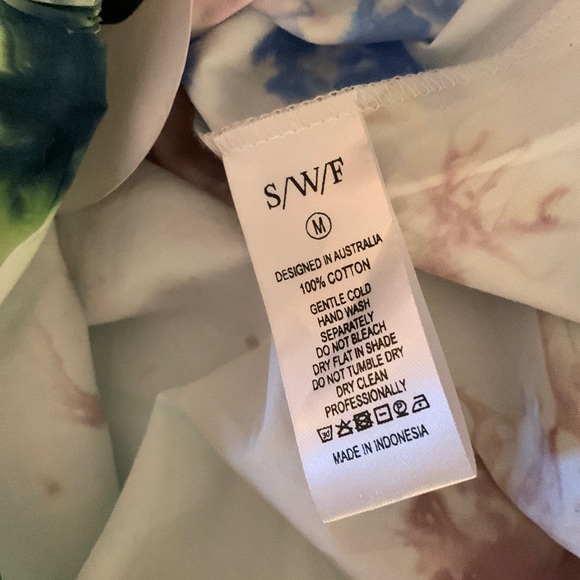 S/W/F
M
DESIGNED IN AUSTRALIA
100% COTTON
GENTLE COLD
HAND WASH
SEPARATELY
DO NOT BLEACH
DRY FLAT IN SHADE
DO NOT TUMBLE DRY
DRY CLEAN
PROFESSIONALLY
MADE IN INDONESIA